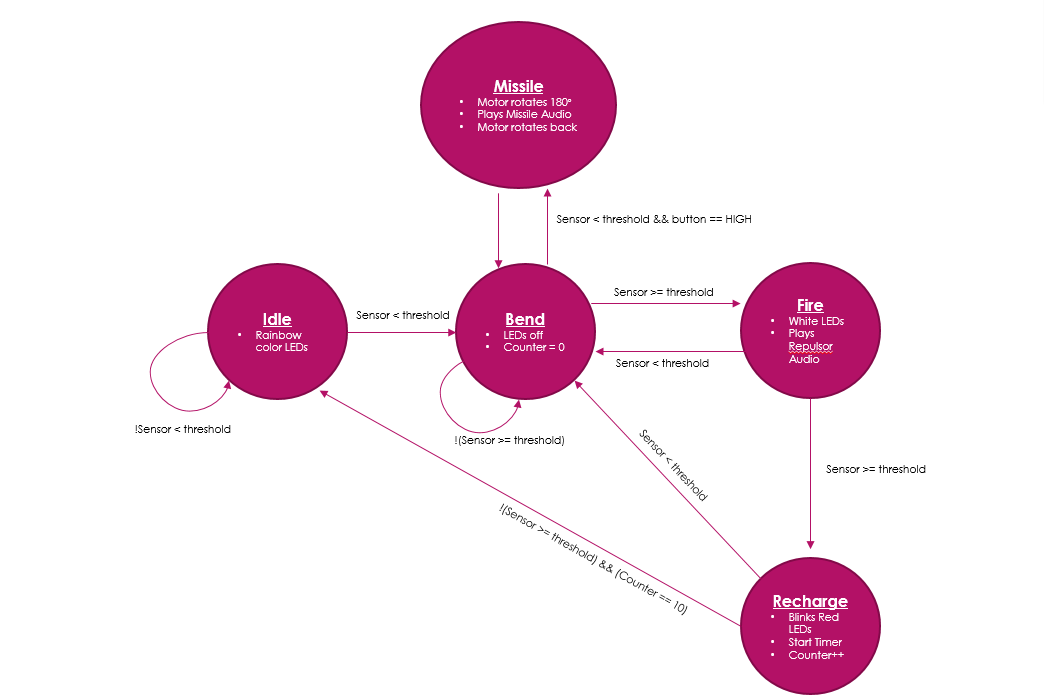 Missile
• Motor rotates 180°
• Plays Missile Audio
• Motor rotates back
Sensor < threshold && button == HIGH
Idle
• Rainbow
color LEDs
Sensor < threshold
Bend
• LEDs off
• Counter = 0
Sensor >= threshold
Sensor < threshold
Fire
• White LEDs
• Plays
Repulsor
Audio
!Sensor < threshold
!(Sensor >= threshold)
Sensor < threshold
Sensor >= threshold
!(Sensor >= threshold) && (Counter == 10)
Recharge
• Blinks Red
LEDs
• Start Timer
• Counter++